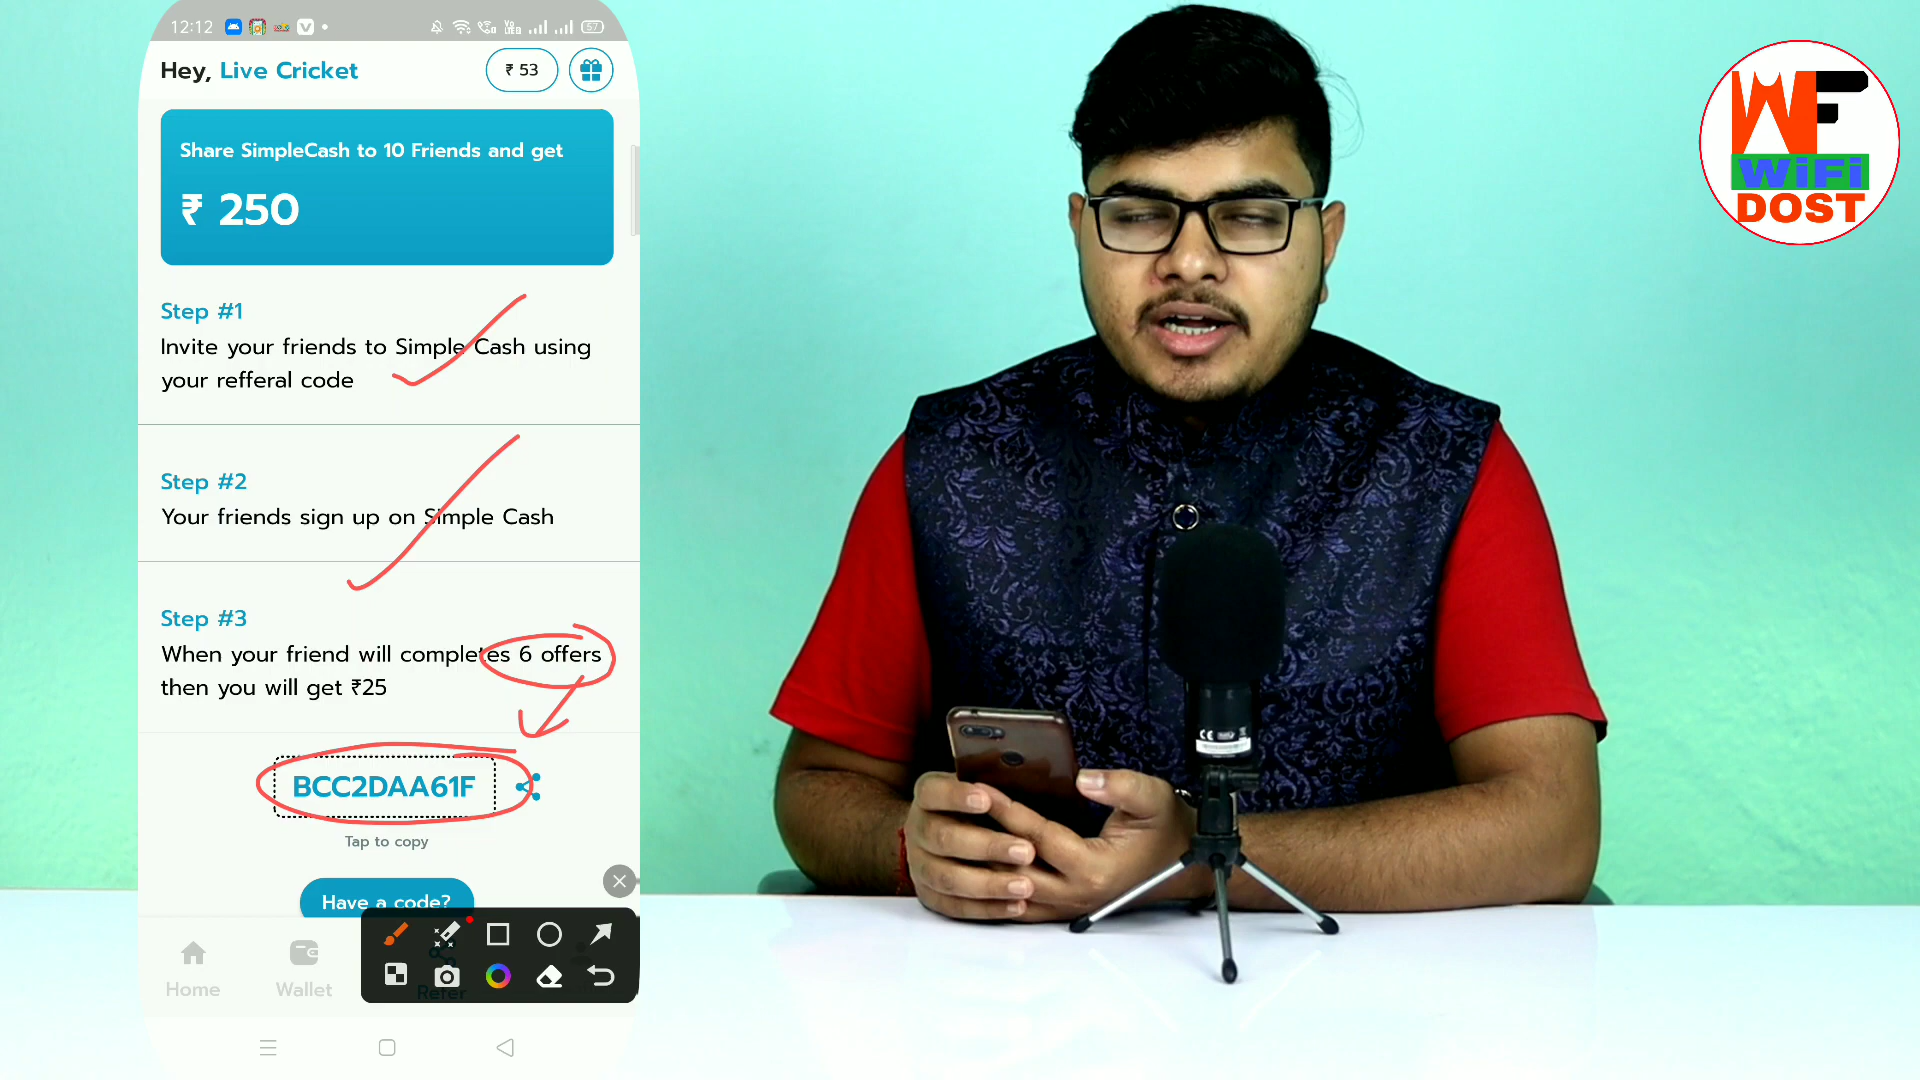 12:12
57
Hey, Live Cricket
₹ 53
Share SimpleCash to 10 Friends and get
₹ 250
Step #1
Invite your friends to Simple Cash using
your refferal code
Step #2
Your friends sign up on Simple Cash
Step #3
When your friend will completes 6 offers
then you will get ₹25
BCC2DAA61F
Tap to copy
Have a code?
Home
Wallet
Refer
WF
WiFi
DOST